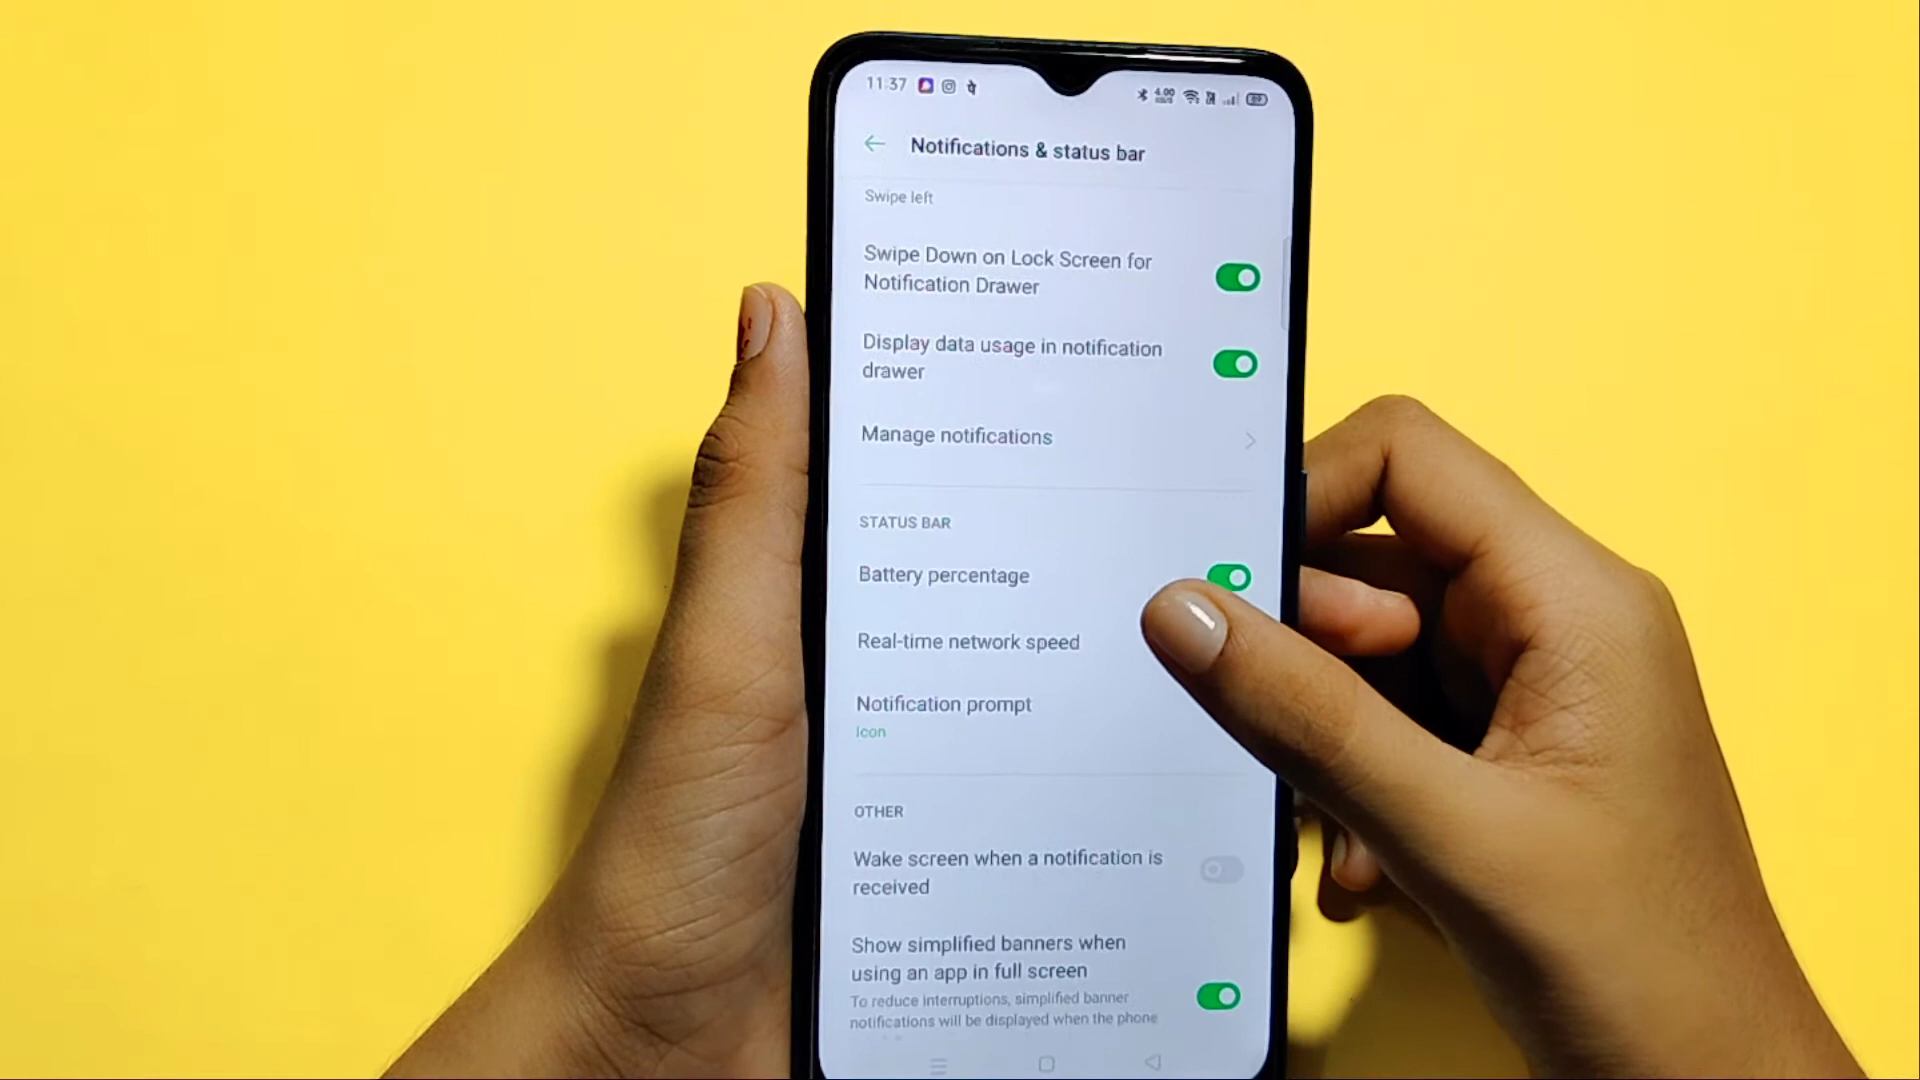 11:37
4.00
Notifications & status bar
Swipe left
Swipe Down on Lock Screen for
Notification Drawer
Display data usage in notification
drawer
Manage notifications
STATUS BAR
Battery percentage
Real-time network speed
Notification prompt
Icon
OTHER
Wake screen when a notification is
received
Show simplified banners when
using an app in full screen
To reduce interruptions, simplified banner
notifications will be displayed when the phone